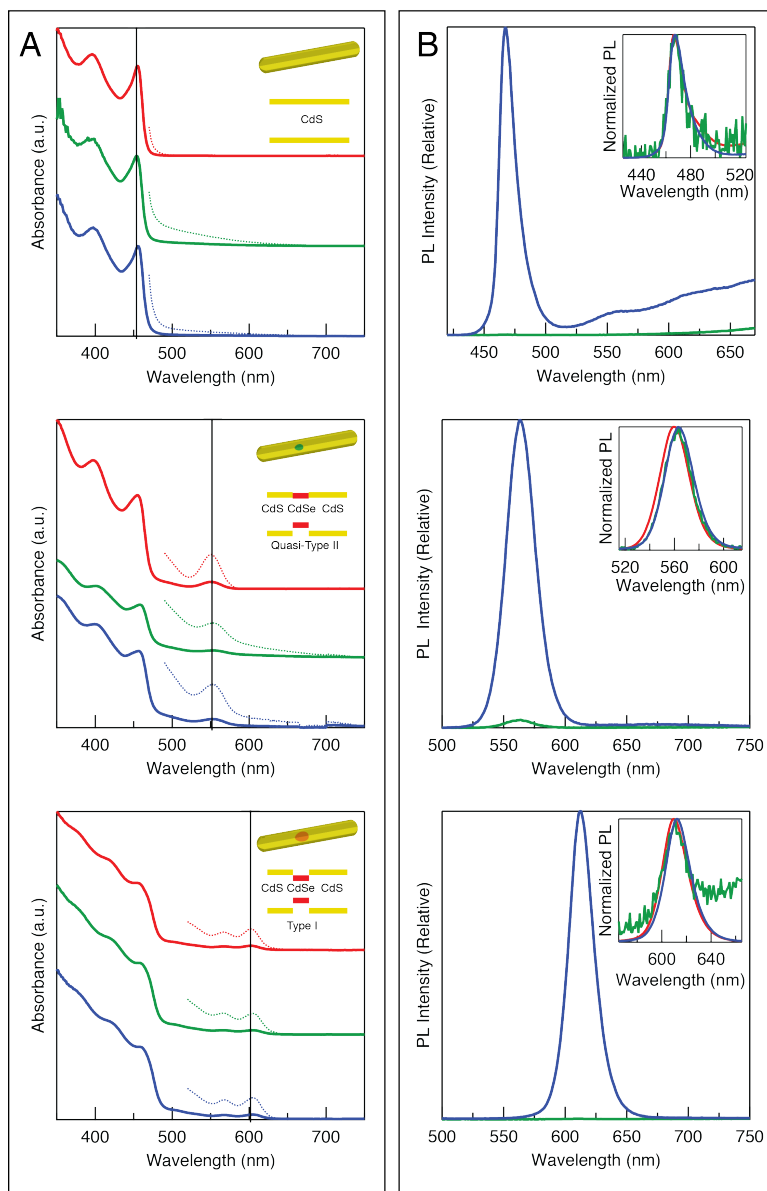 A
CdS
Absorbance (a.u.)
400 500 600 700
Wavelength (nm)
CdS CdSe CdS
Quasi-Type II
Absorbance (a.u.)
400 500 600 700
Wavelength (nm)
CdS CdSe CdS
Type I
Absorbance (a.u.)
400 500 600 700
Wavelength (nm)
B
PL Intensity (Relative)
Normalized PL
440 480 520
Wavelength (nm)
450 500 550 600 650
Wavelength (nm)
PL Intensity (Relative)
Normalized PL
520 560 600
Wavelength (nm)
500 550 600 650 700 750
Wavelength (nm)
PL Intensity (Relative)
Normalized PL
600 640
Wavelength (nm)
500 550 600 650 700 750
Wavelength (nm)